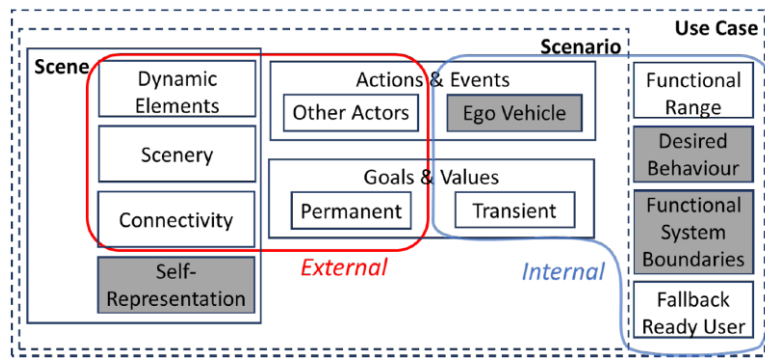 Use Case
Scenario
Scene
Dynamic
Elements
Scenery
Connectivity
Self-
Representation
Actions & Events
Other Actors
Ego Vehicle
Goals & Values
Permanent
Transient
External
Internal
Functional
Range
Desired
Behaviour
Functional
System
Boundaries
Fallback
Ready User